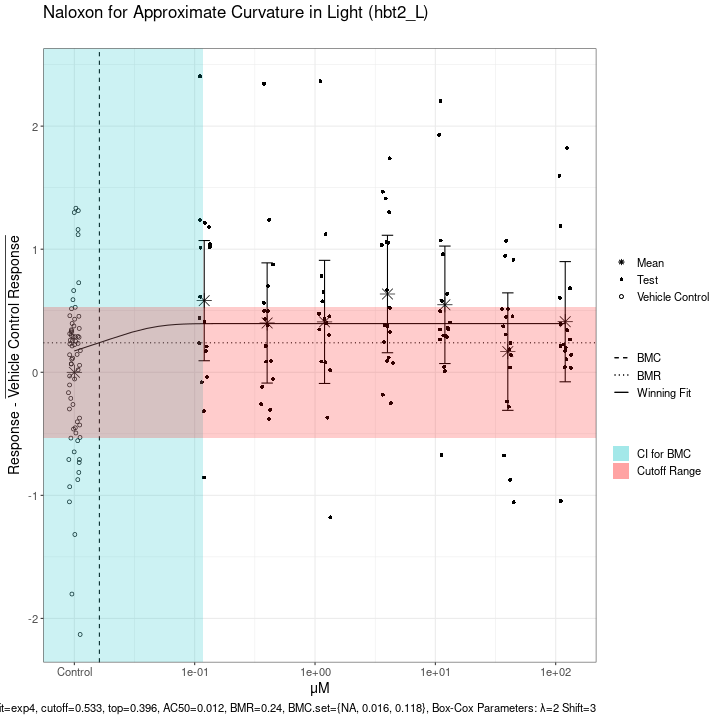 Naloxon for Approximate Curvature in Light (hbt2_L)
Response - Vehicle Control Response
2
1
0
-1
-2
Control
1e-01
1e+00
1e+01
1e+02
μM
Mean
Test
Vehicle Control
BMC
BMR
Winning Fit
CI for BMC
Cutoff Range
it=exp4, cutoff=0.533, top=0.396, AC50=0.012, BMR=0.24, BMC.set={NA, 0.016, 0.118}, Box-Cox Parameters: λ=2 Shift=3